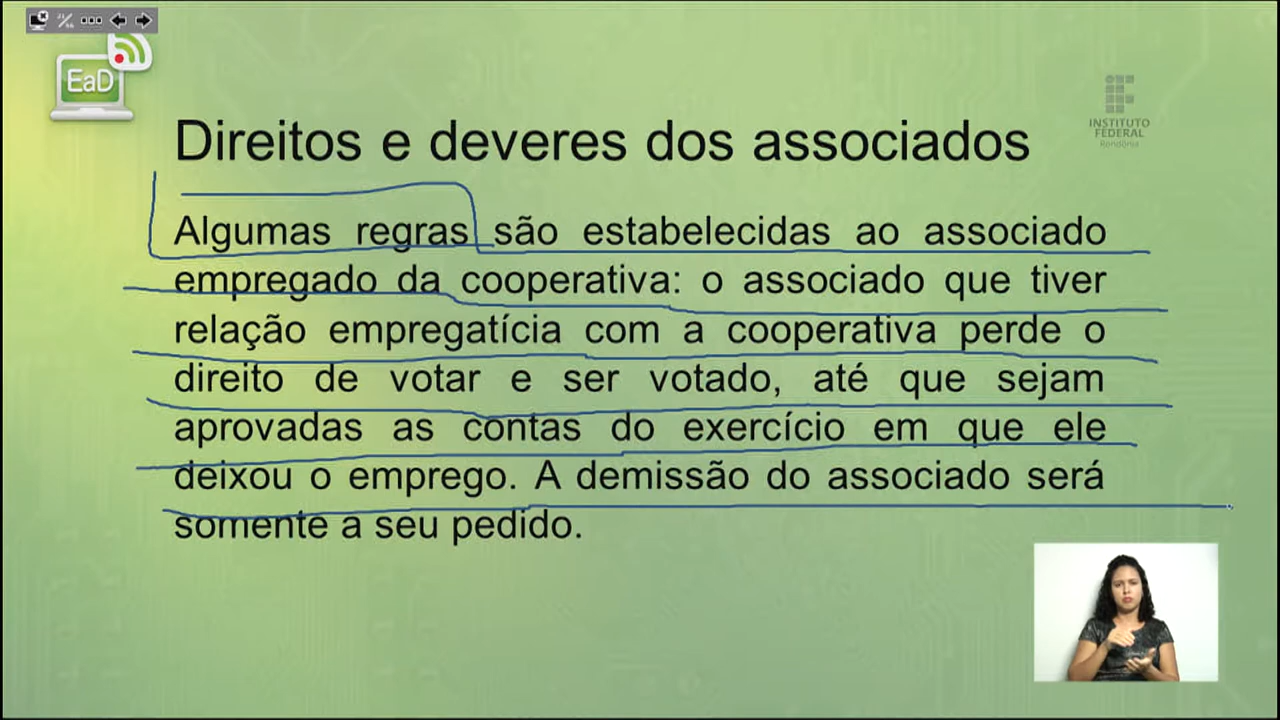 EaD
INSTITUTO
FEDERAL
Rondônia
Direitos e deveres dos associados
Algumas regras são estabelecidas ao associado
empregado da cooperativa: o associado que tiver
relação empregatícia com a cooperativa perde o
direito de votar e ser votado, até que sejam
aprovadas as contas do exercício em que ele
deixou o emprego. A demissão do associado será
somente a seu pedido.